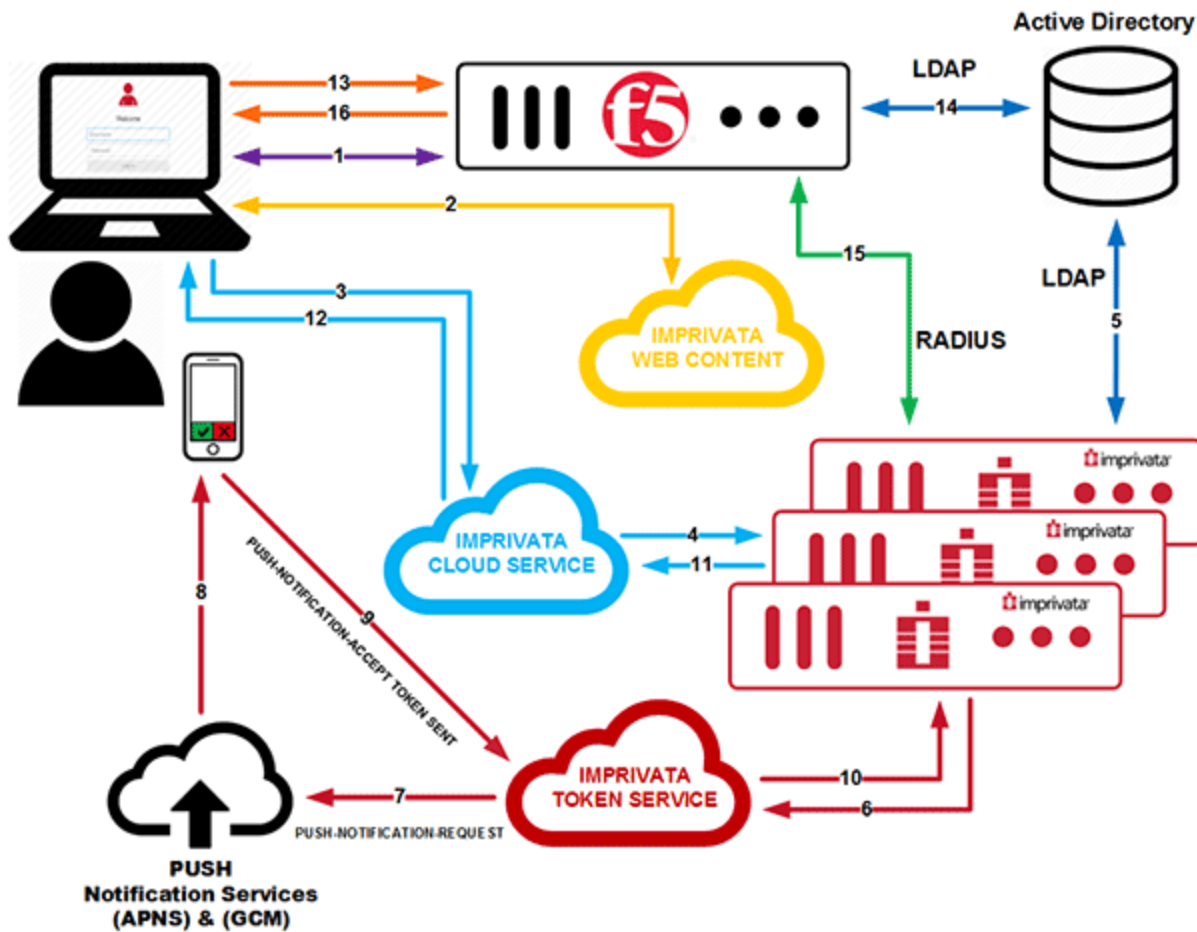 Active Directory
LDAP
13
14
16
1
f5
Welcome
2
15
LDAP
3
12
5
IMPRIVATA
WEB CONTENT
RADIUS
imprivata
imprivata
imprivata
IMPRIVATA
CLOUD SERVICE
4
11
8
9
PUSH-NOTIFICATION-ACCEPT TOKEN SENT
IMPRIVATA
TOKEN SERVICE
10
6
7
PUSH-NOTIFICATION-REQUEST
PUSH
Notification Services
(APNS) & (GCM)